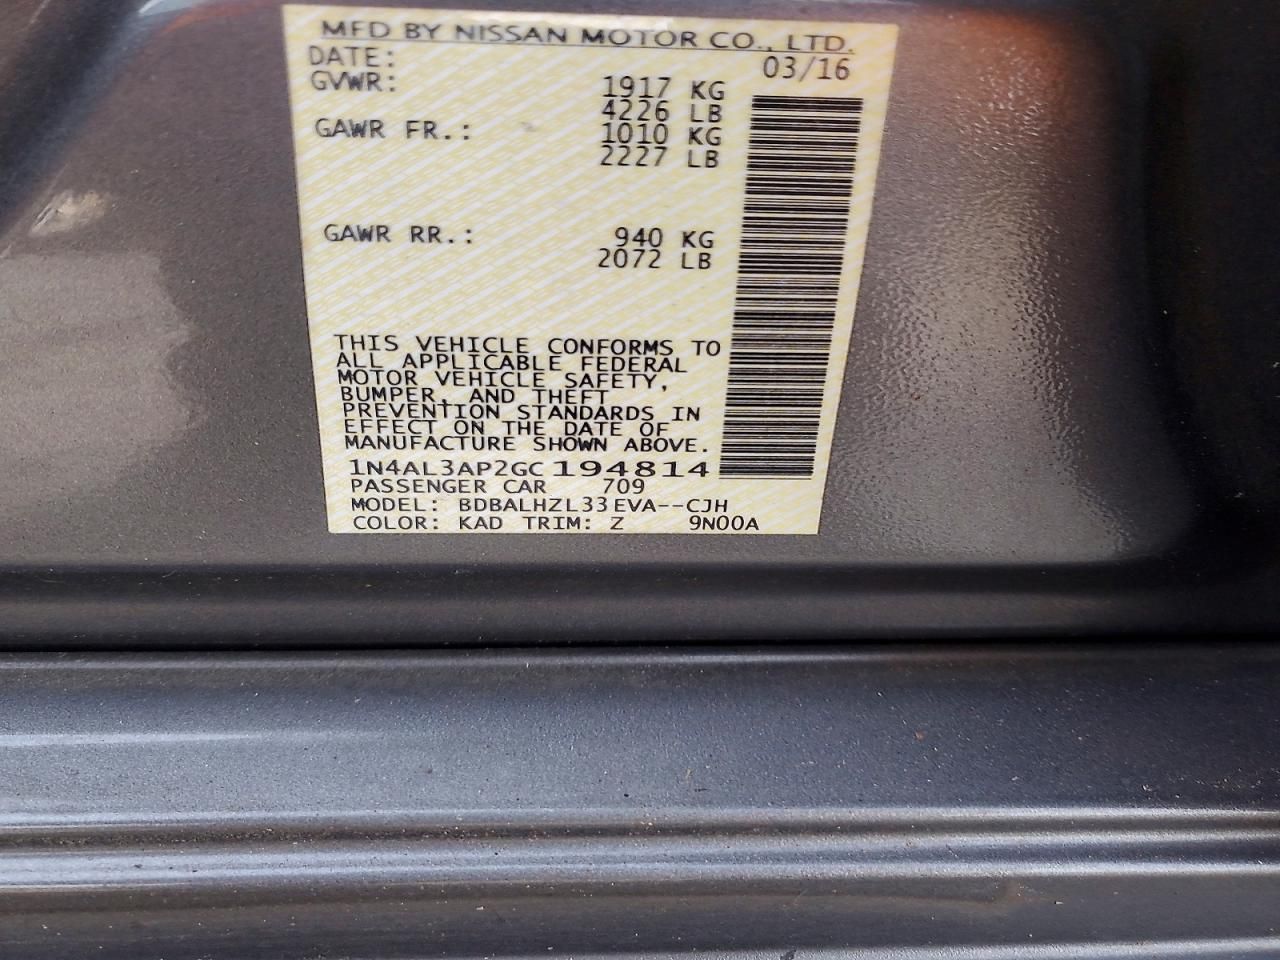 MFD BY NISSAN MOTOR CO., LTD.
DATE: 03/16
GVWR: 1917 KG
4226 LB
GAWR FR.: 1010 KG
2227 LB
GAWR RR.: 940 KG
2072 LB
THIS VEHICLE CONFORMS TO
ALL APPLICABLE FEDERAL
MOTOR VEHICLE SAFETY,
BUMPER, AND THEFT
PREVENTION STANDARDS IN
EFFECT ON THE DATE OF
MANUFACTURE SHOWN ABOVE.
1N4AL3AP2GC194814
PASSENGER CAR 709
MODEL: BDBALHZL33EVA--CJH
COLOR: KAD TRIM: Z 9N00A